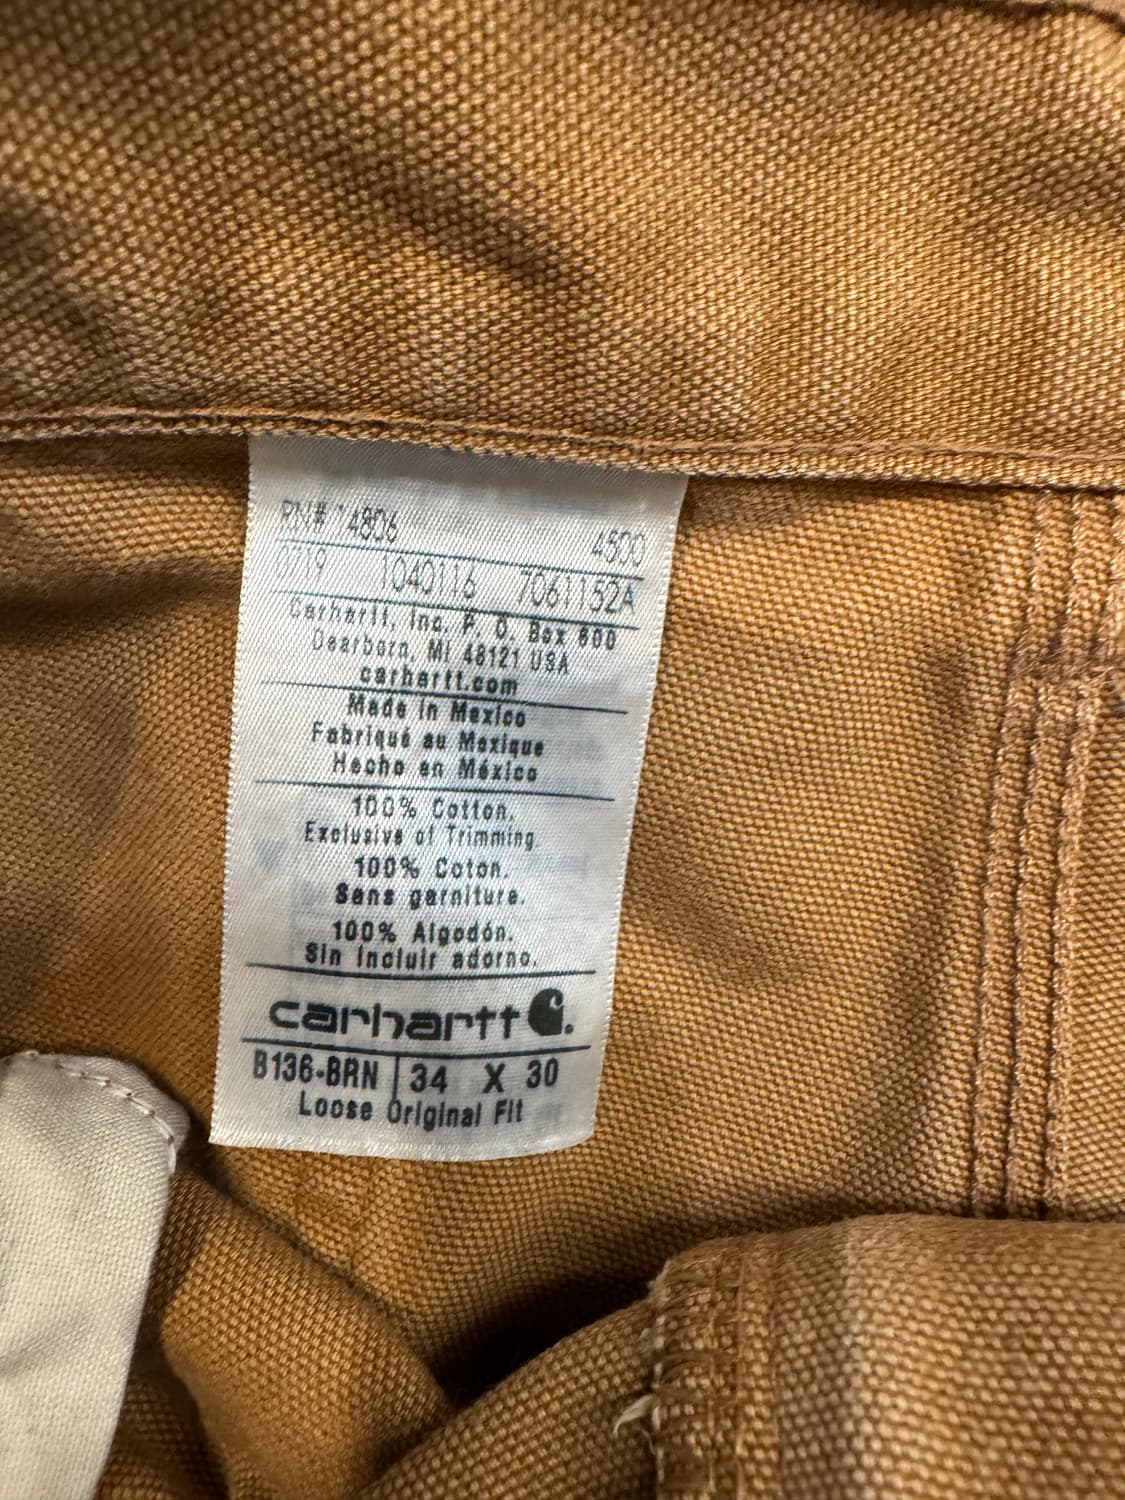 RN# 14806 4500
0719 1040116 7061152A
Carhartt, Inc. P. O. Box 600
Dearborn, MI 48121 USA
carhartt.com
Made in Mexico
Fabriqué au Mexique
Hecho en México
100% Cotton.
Exclusive of Trimming.
100% Coton.
Sans garniture.
100% Algodón.
Sin incluir adorno.
carhartt
B136-BRN 34 X 30
Loose Original Fit